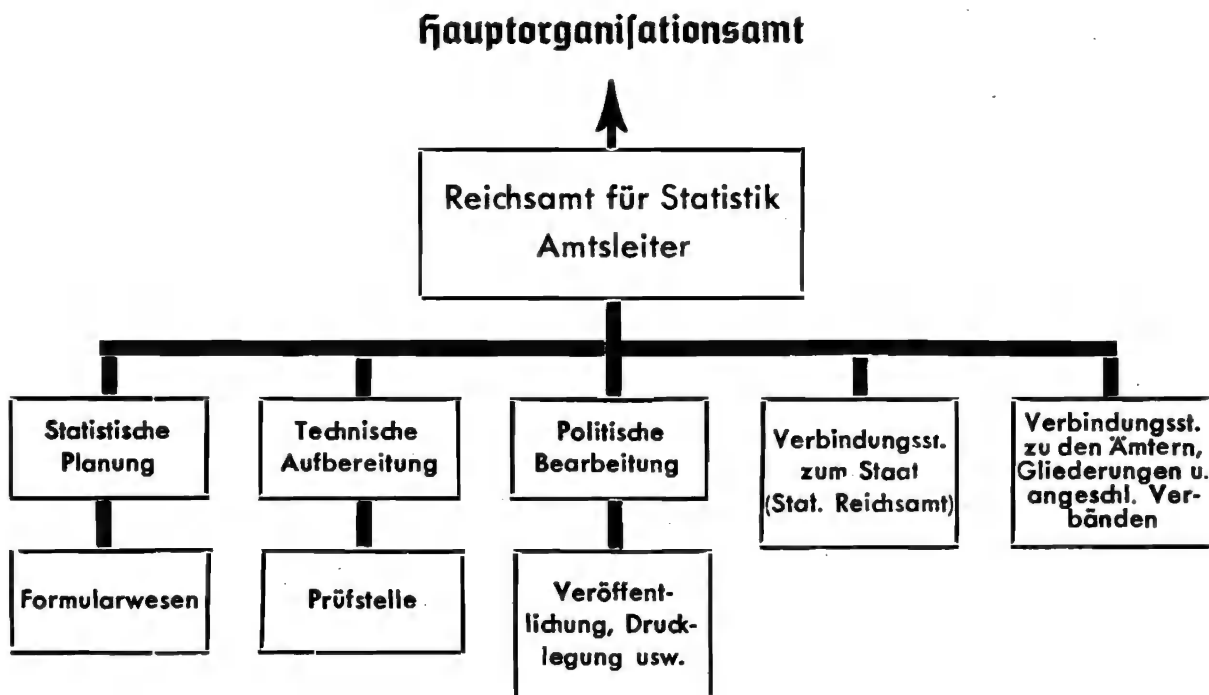 Hauptorganiſationsamt
Reichsamt für Statistik
Amtsleiter
Statistische
Planung
Technische
Aufbereitung
Politische
Bearbeitung
Verbindungsst.
zum Staat
(Stat. Reichsamt)
Verbindungsst.
zu den Ämtern,
Gliederungen u.
angeschl. Ver-
bänden
Formularwesen
Prüfstelle
Veröffent-
lichung, Druck-
legung usw.